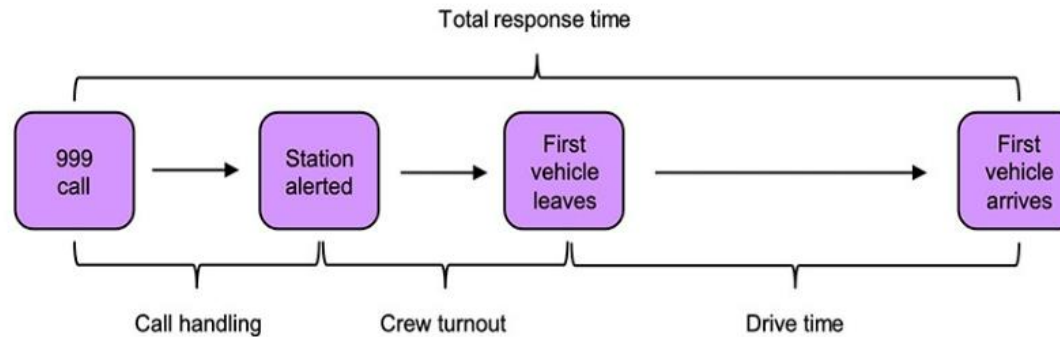 Total response time
999
call
Station
alerted
First
vehicle
leaves
First
vehicle
arrives
Call handling
Crew turnout
Drive time